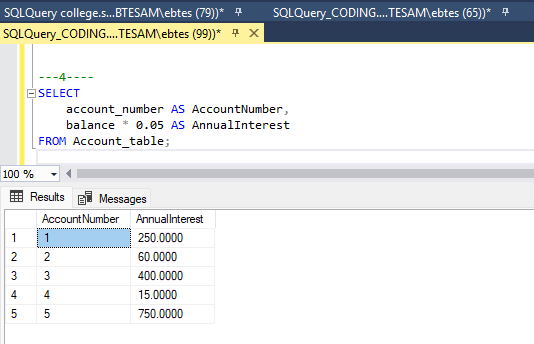 SQLQuery college.s...BTESAM\ebtes (79))*
SQLQuery_CODING....TESAM\ebtes (65))*
SQLQuery_CODING....TESAM\ebtes (99))*
---4----
SELECT
account_number AS AccountNumber,
balance * 0.05 AS AnnualInterest
FROM Account_table;
100 %
Results Messages
AccountNumber AnnualInterest
1 1 250.0000
2 2 60.0000
3 3 400.0000
4 4 15.0000
5 5 750.0000